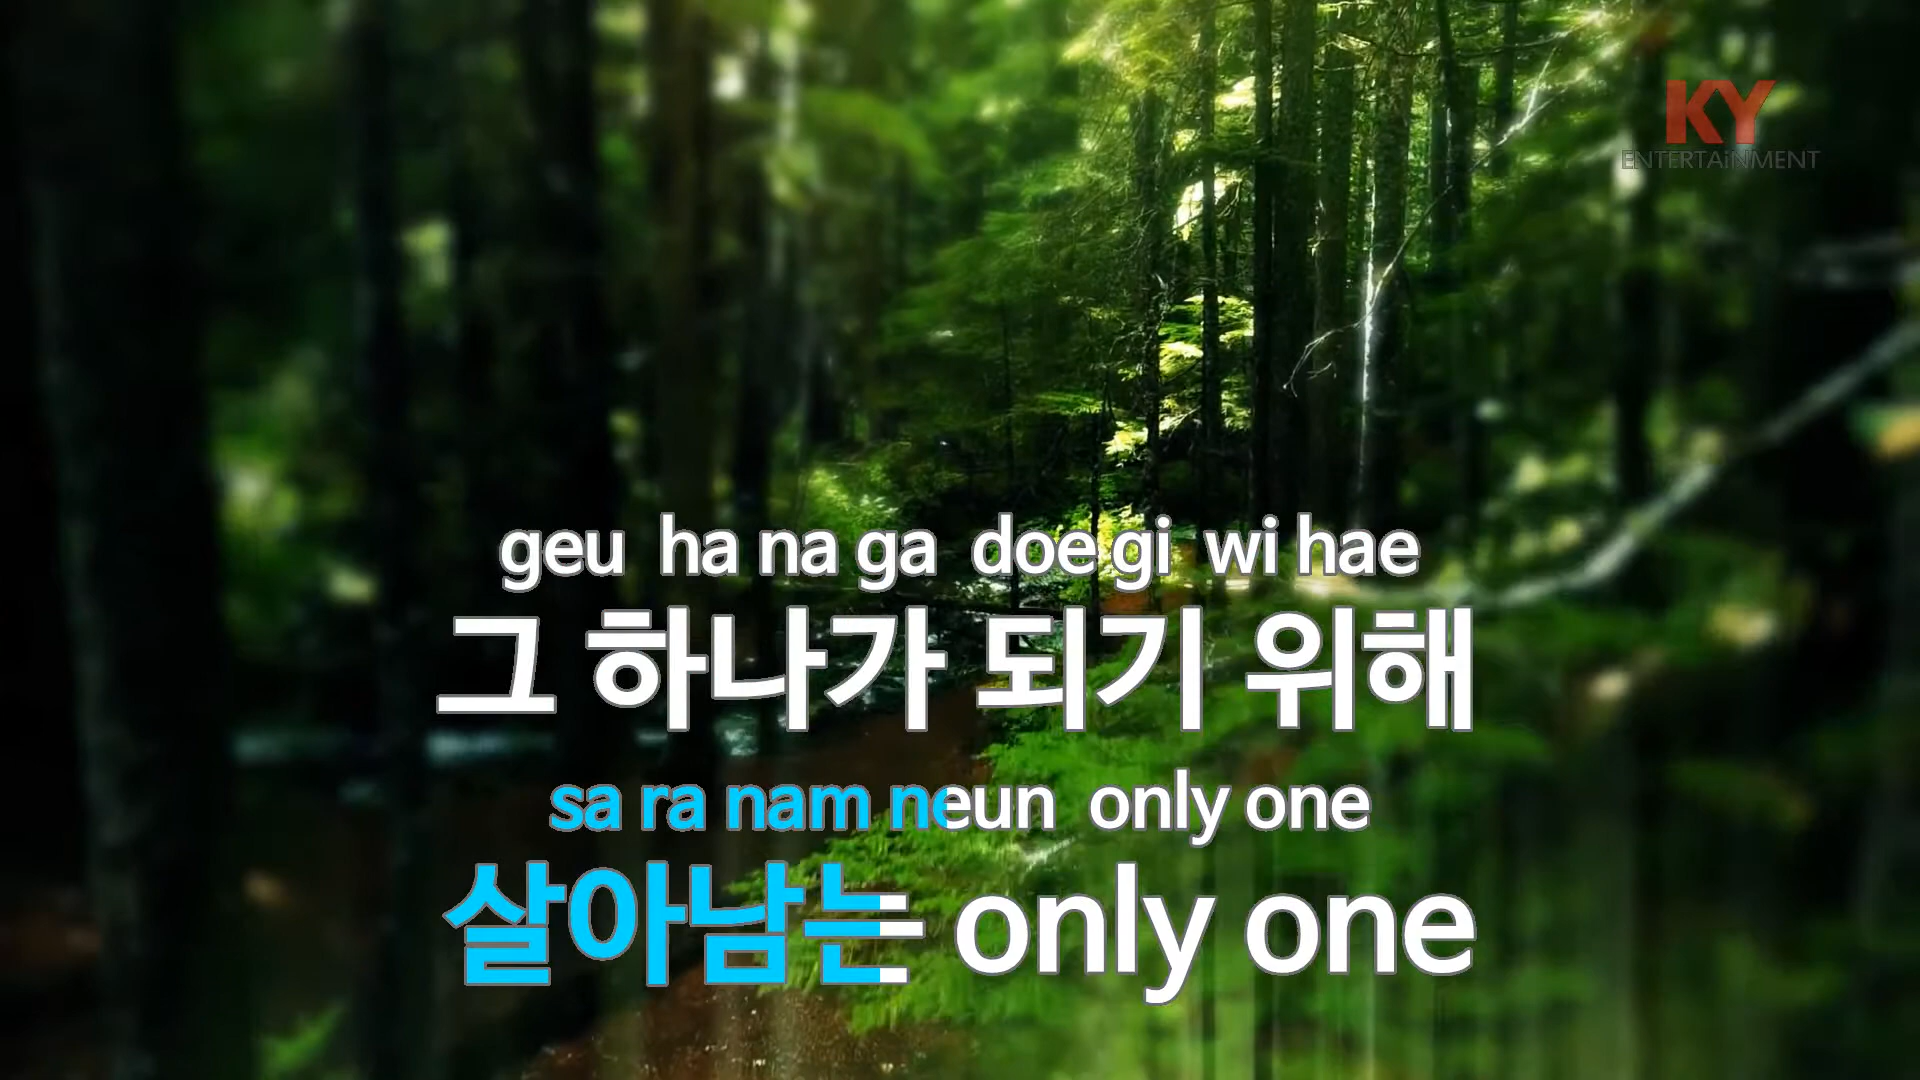 KY
ENTERTAiNMENT
geu ha na ga doe gi wi hae
그 하나가 되기 위해
sa ra nam neun only one
살아남는 only one